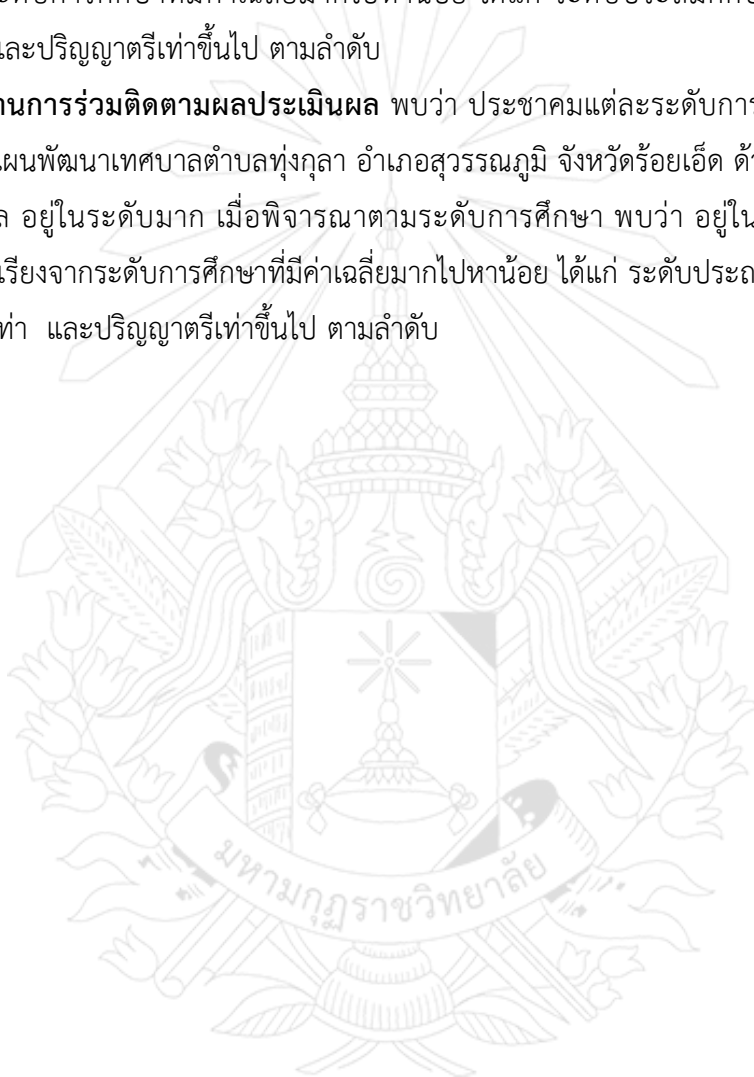 และปริญญาตรีเท่าขึ้นไป ตามลำดับ
านการร่วมติดตามผลประเมินผล พบว่า ประชาคมแต่ละระดับการ
แผนพัฒนาเทศบาลตำบลทุ่งกุลา อำเภอสุวรรณภูมิ จังหวัดร้อยเอ็ด ด้
ล อยู่ในระดับมาก เมื่อพิจารณาตามระดับการศึกษา พบว่า อยู่ใน
เรียงจากระดับการศึกษาที่มีค่าเฉลี่ยมากไปหาน้อย ได้แก่ ระดับประถ
ท่า และปริญญาตรีเท่าขึ้นไป ตามลำดับ
มหามกุฏราชวิทยาลัย